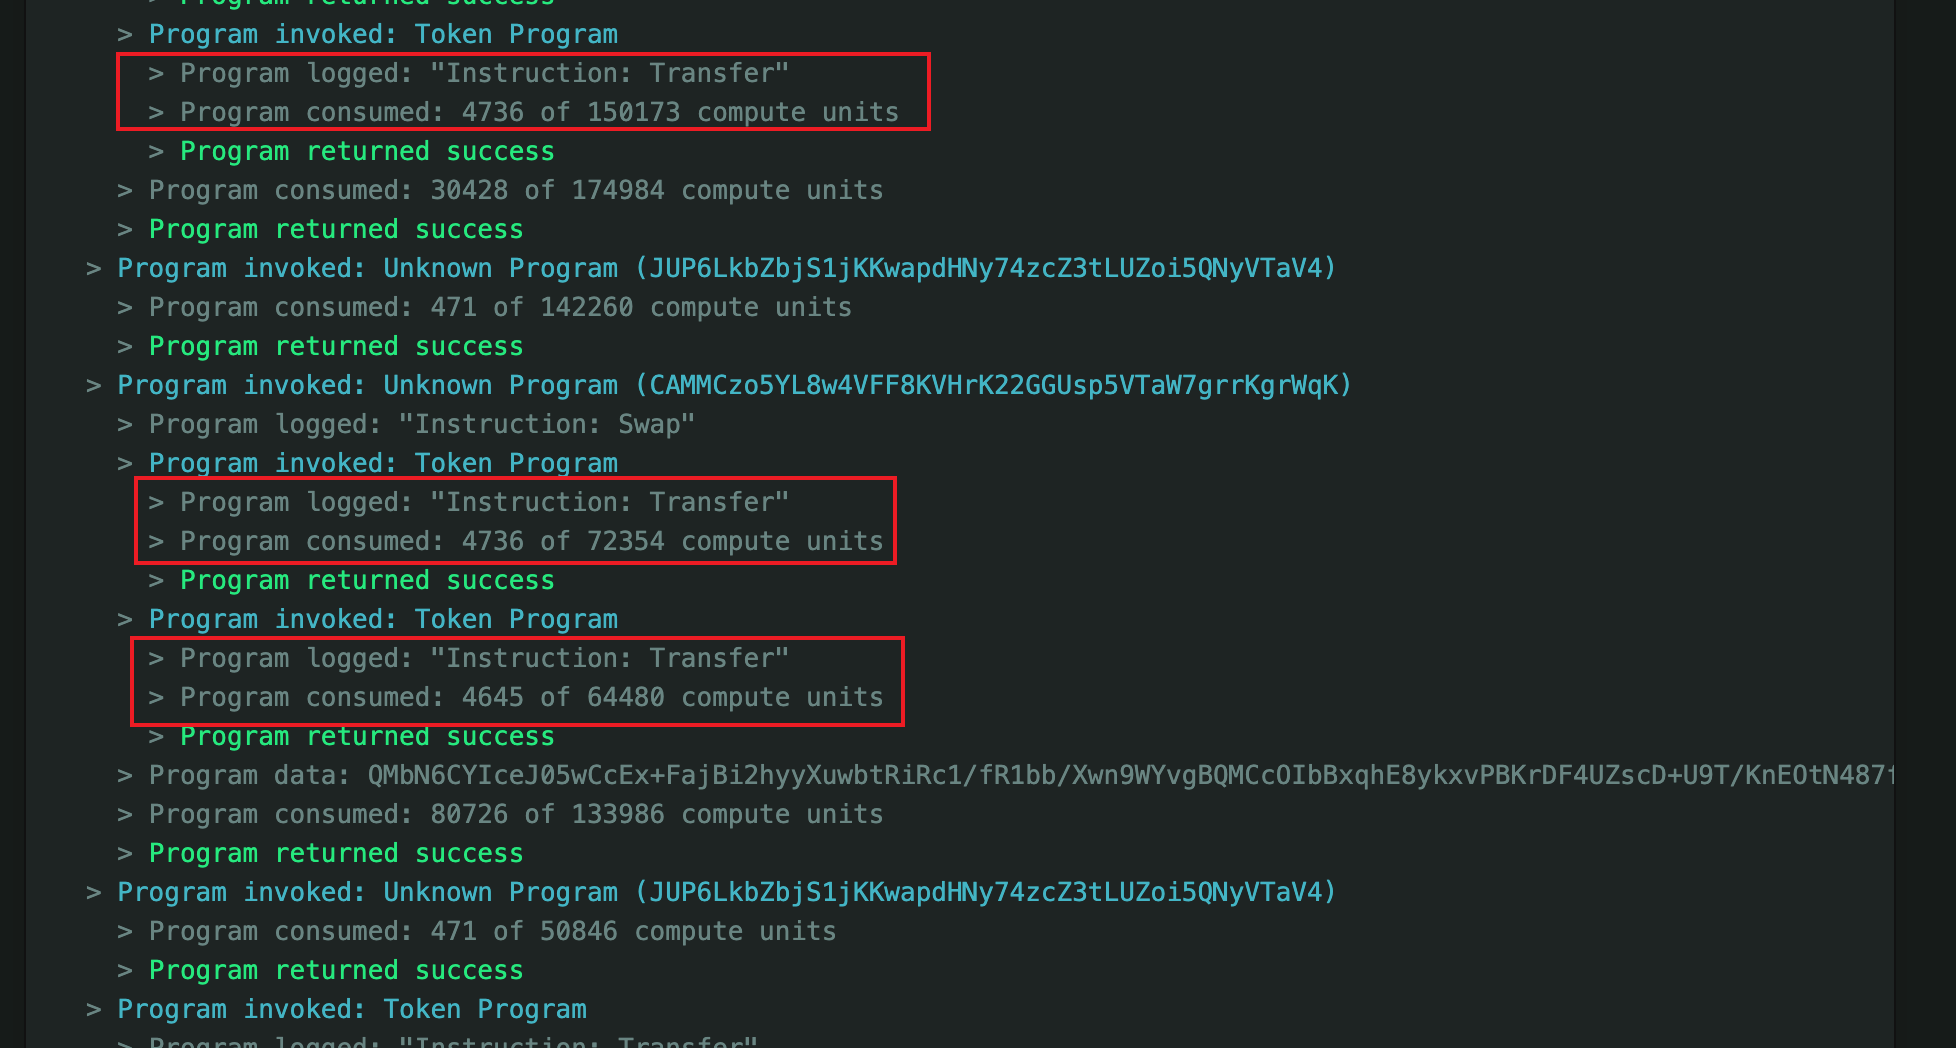 > Program returned success
> Program invoked: Token Program
> Program logged: "Instruction: Transfer"
> Program consumed: 4736 of 150173 compute units
> Program returned success
> Program consumed: 30428 of 174984 compute units
> Program returned success
> Program invoked: Unknown Program (JUP6LkbZbjS1jKKwapdHNy74zcZ3tLUZoi5QNyVTaV4)
> Program consumed: 471 of 142260 compute units
> Program returned success
> Program invoked: Unknown Program (CAMMCzo5YL8w4VFF8KVHrK22GGUsp5VTaW7grrKgrWqK)
> Program logged: "Instruction: Swap"
> Program invoked: Token Program
> Program logged: "Instruction: Transfer"
> Program consumed: 4736 of 72354 compute units
> Program returned success
> Program invoked: Token Program
> Program logged: "Instruction: Transfer"
> Program consumed: 4645 of 64480 compute units
> Program returned success
> Program data: QMbN6CYIceJ05wCcEx+FajBi2hyyXuwbtRiRc1/fR1bb/Xwn9WYvgBQMCcOIbBxqhE8ykxvPBKrDF4UZscD+U9T/KnEOtN487f
> Program consumed: 80726 of 133986 compute units
> Program returned success
> Program invoked: Unknown Program (JUP6LkbZbjS1jKKwapdHNy74zcZ3tLUZoi5QNyVTaV4)
> Program consumed: 471 of 50846 compute units
> Program returned success
> Program invoked: Token Program
> Program logged: "Instruction: Transfer"